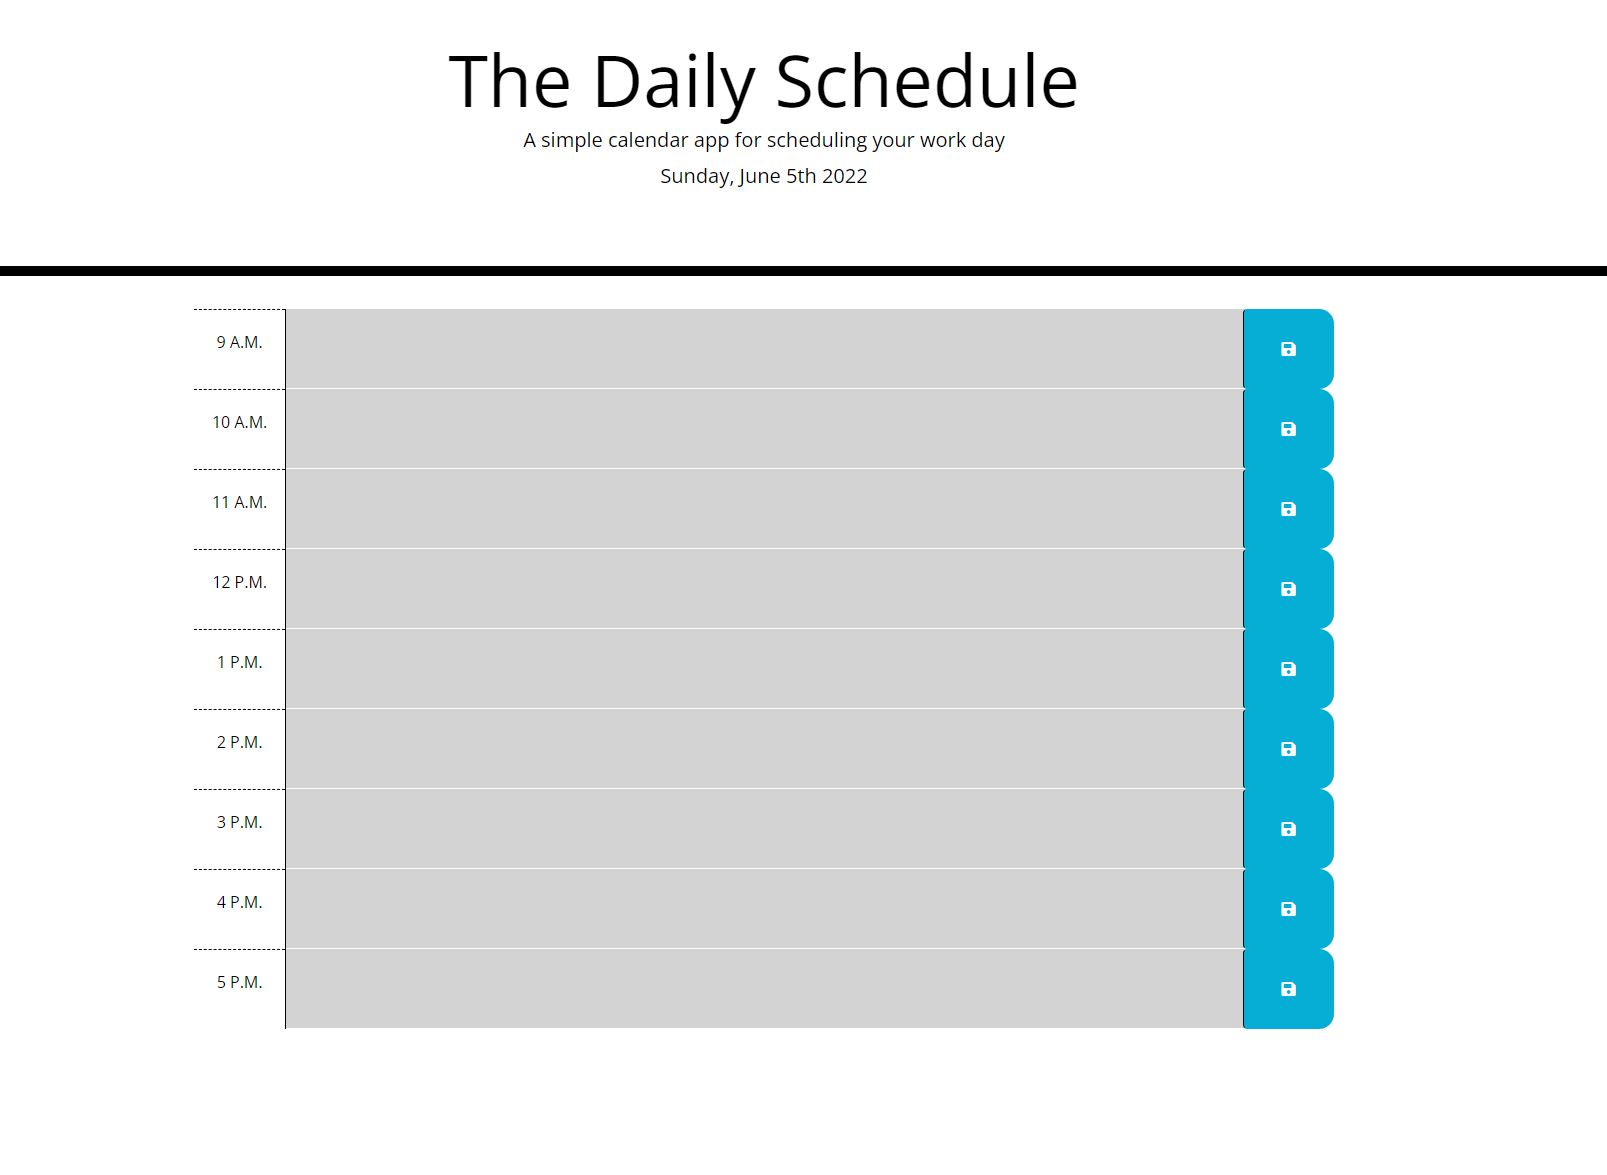 The Daily Schedule
A simple calendar app for scheduling your work day
Sunday, June 5th 2022
9 A.M.
10 A.M.
11 A.M.
12 P.M.
1 P.M.
2 P.M.
3 P.M.
4 P.M.
5 P.M.